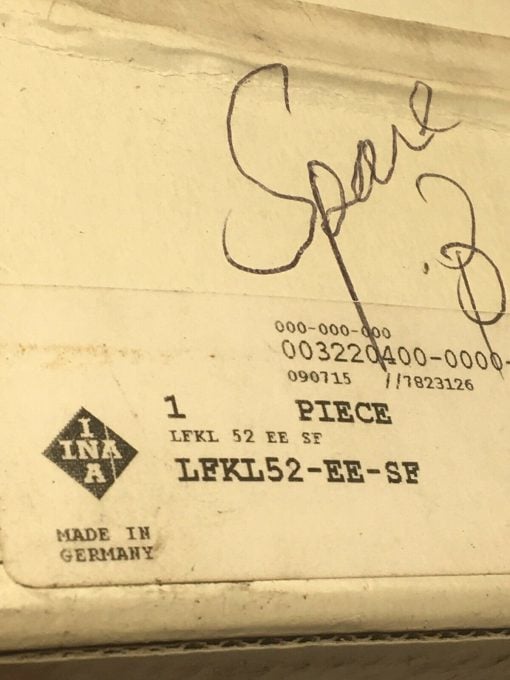 Spare
000-000-000
003220400-0000-
090715 //7823126
1 PIECE
LFKL 52 EE SF
LFKL52-EE-SF
I
INA
A
MADE IN
GERMANY